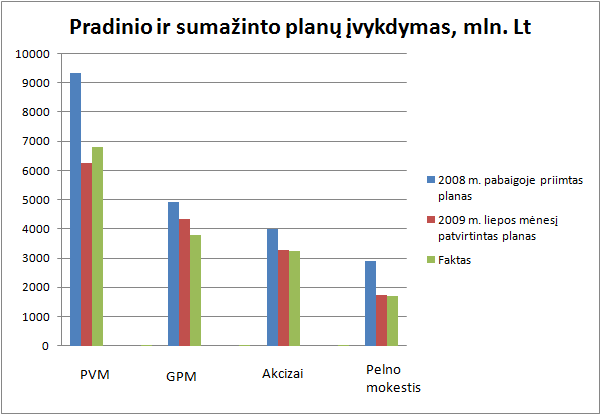 Pradinio ir sumažinto planų įvykdymas, mln. Lt
10000
9000
8000
7000
6000
5000
4000
3000
2000
1000
0
PVM
GPM
Akcizai
Pelno
mokestis
2008 m. pabaigoje priimtas
planas
2009 m. liepos mėnesį
patvirtintas planas
Faktas